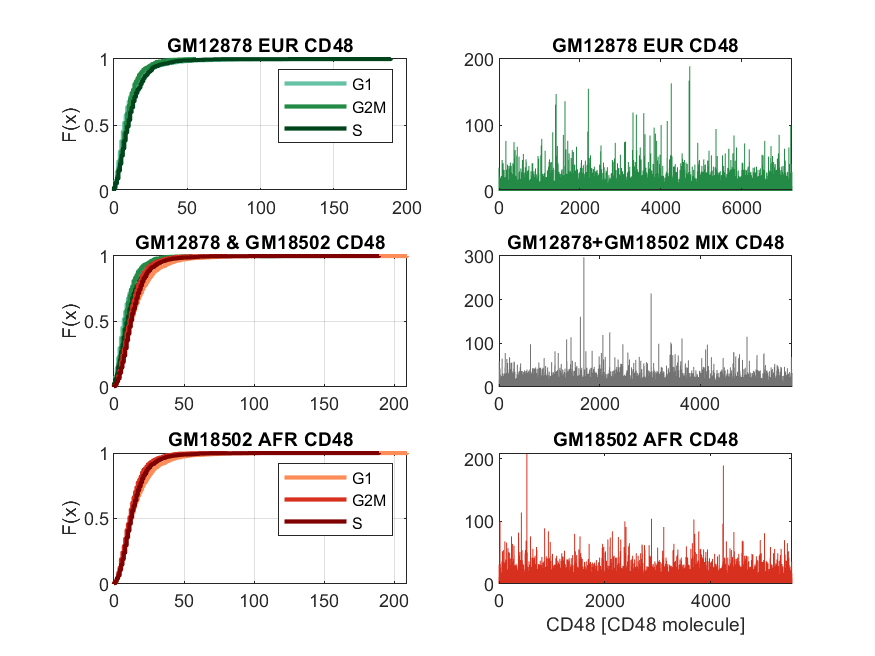 GM12878 EUR CD48
1
0.5
0
F(x)
G1
G2M
S
0 50 100 150 200
GM12878 EUR CD48
200
100
0
0 2000 4000 6000
GM12878 & GM18502 CD48
1
0.5
0
F(x)
0 50 100 150 200
GM12878+GM18502 MIX CD48
300
200
100
0
0 2000 4000
GM18502 AFR CD48
1
0.5
0
F(x)
G1
G2M
S
0 50 100 150 200
GM18502 AFR CD48
200
100
0
0 2000 4000
CD48 [CD48 molecule]